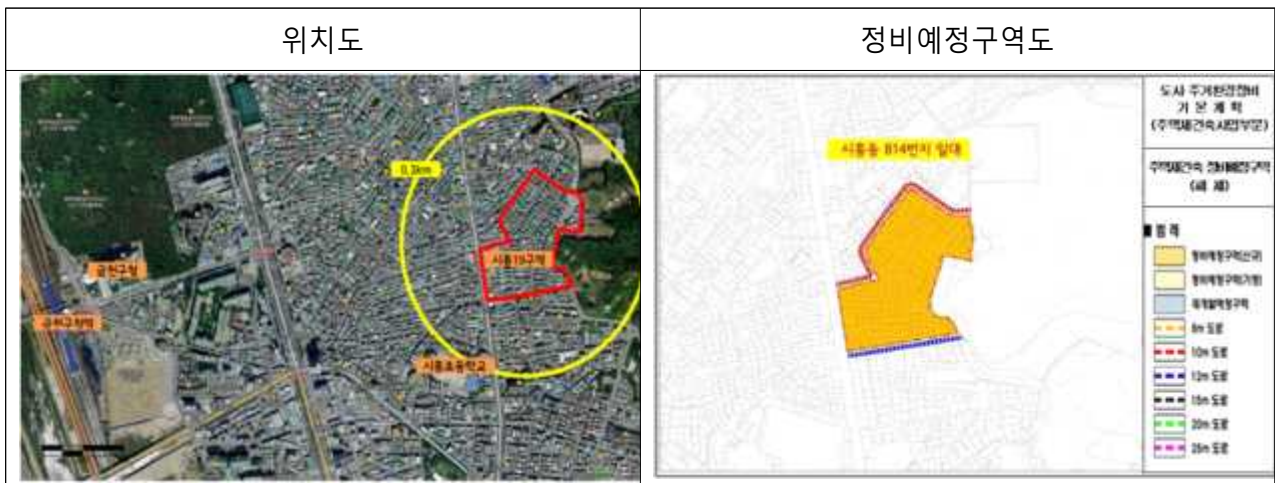 위치도
정비예정구역도
0.3km
시흥19구역
금천구청
금천구청역
시흥초등학교
시흥동 814번지 일대
도시·주거환경정비
기 본 계 획
(주택재건축사업부문)
주택재건축 정비예정구역
범 례
정비예정구역(신규)
정비예정구역(기정)
재개발예정구역
8m 도로
10m 도로
12m 도로
15m 도로
20m 도로
25m 도로